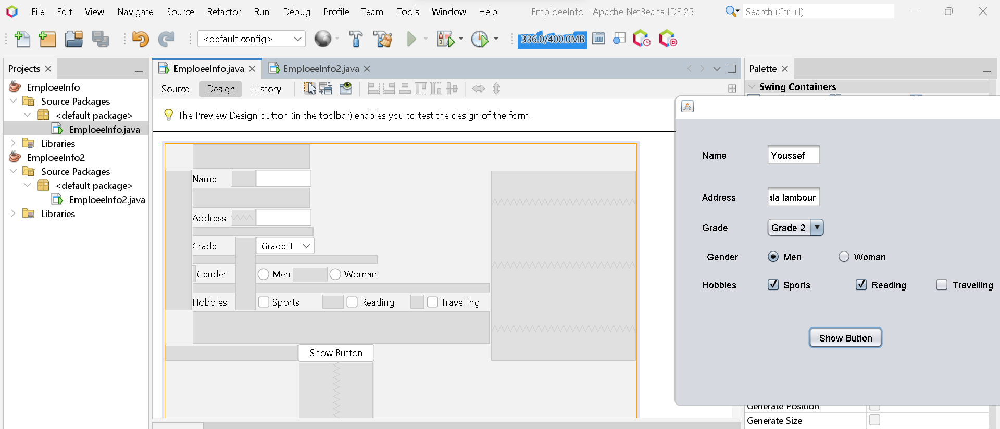 File Edit View Navigate Source Refactor Run Debug Profile Team Tools Window Help EmploeeInfo - Apache NetBeans IDE 25 Search (Ctrl+I)
<default config> 336.0/400.0MB
Projects EmploeeInfo.java EmploeeInfo2.java Palette
EmploeeInfo
Source Packages
<default package>
EmploeeInfo.java
Libraries
EmploeeInfo2
Source Packages
<default package>
EmploeeInfo2.java
Libraries
Source Design History
The Preview Design button (in the toolbar) enables you to test the design of the form.
Name
Address
Grade Grade 1
Gender Men Woman
Hobbies Sports Reading Travelling
Show Button
Swing Containers
Name Youssef
Address ala lambour
Grade Grade 2
Gender Men Woman
Hobbies Sports Reading Travelling
Show Button
Generate Position
Generate Size